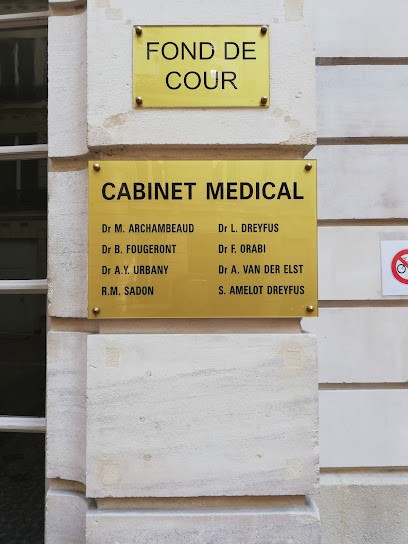 FOND DE
COUR
CABINET MEDICAL
Dr M. ARCHAMBEAUD
Dr B. FOUGERONT
Dr A.Y. URBANY
R.M. SADON
Dr L. DREYFUS
Dr F. ORABI
Dr A. VAN DER ELST
S. AMELOT DREYFUS